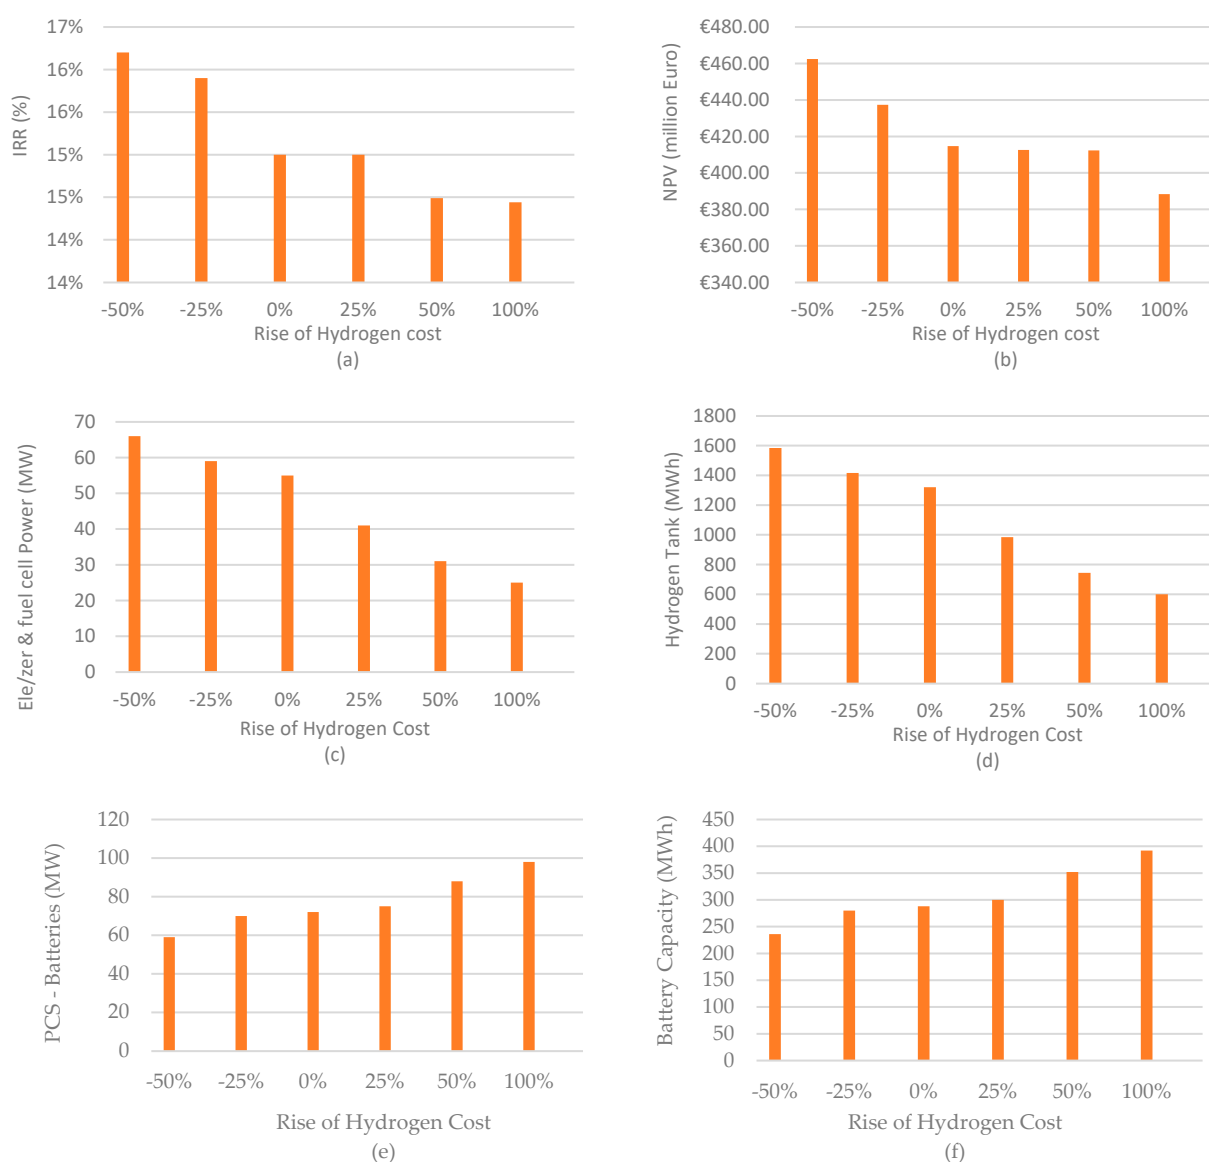 IRR (%)
17%
16%
16%
15%
15%
14%
14%
-50% -25% 0% 25% 50% 100%
Rise of Hydrogen cost
(a)
NPV (million Euro)
€480.00
€460.00
€440.00
€420.00
€400.00
€380.00
€360.00
€340.00
-50% -25% 0% 25% 50% 100%
Rise of Hydrogen cost
(b)
Ele/zer & fuel cell Power (MW)
70
60
50
40
30
20
10
0
-50% -25% 0% 25% 50% 100%
Rise of Hydrogen Cost
(c)
Hydrogen Tank (MWh)
1800
1600
1400
1200
1000
800
600
400
200
0
-50% -25% 0% 25% 50% 100%
Rise of Hydrogen Cost
(d)
PCS - Batteries (MW)
120
100
80
60
40
20
0
-50% -25% 0% 25% 50% 100%
Rise of Hydrogen Cost
(e)
Battery Capacity (MWh)
450
400
350
300
250
200
150
100
50
0
-50% -25% 0% 25% 50% 100%
Rise of Hydrogen Cost
(f)